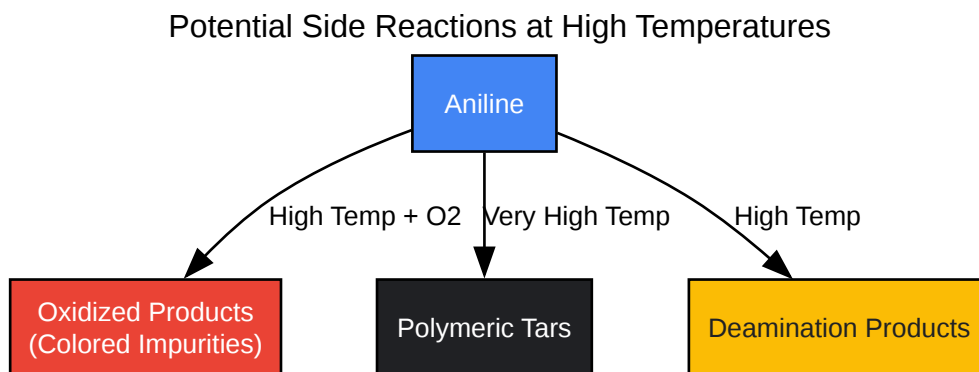 Potential Side Reactions at High Temperatures
Aniline
High Temp + O2
Very High Temp
High Temp
Oxidized Products
(Colored Impurities)
Polymeric Tars
Deamination Products